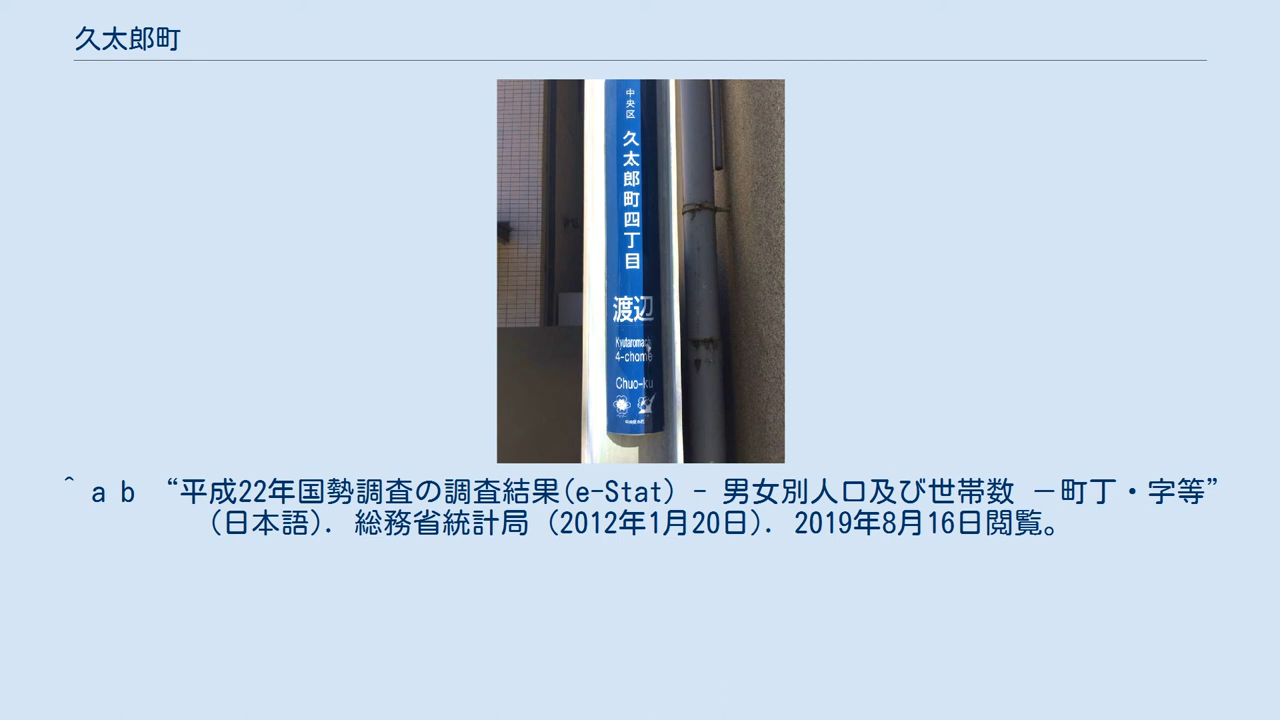 久太郎町
中央区
久太郎町四丁目
渡辺
4-chome
Chuo-ku
^ a b “平成22年国勢調査の調査結果(e-Stat) - 男女別人口及び世帯数 －町丁・字等”
(日本語). 総務省統計局 (2012年1月20日). 2019年8月16日閲覧。